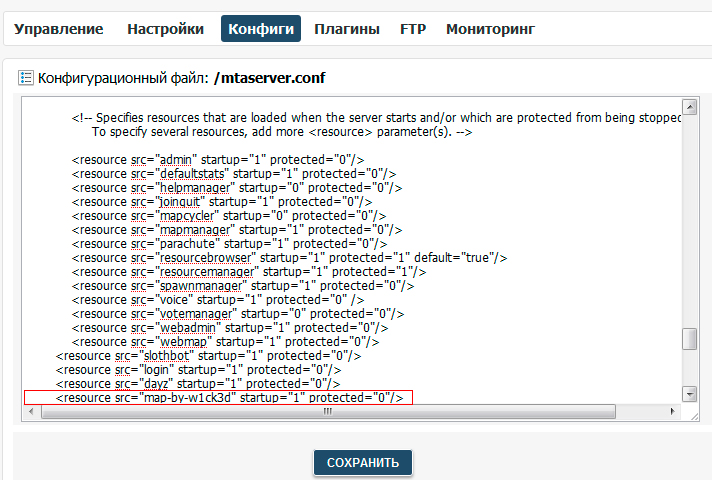 Управление Настройки Конфиги Плагины FTP Мониторинг
Конфигурационный файл: /mtaserver.conf
<!-- Specifies resources that are loaded when the server starts and/or which are protected from being stopped
To specify several resources, add more <resource> parameter(s). -->
<resource src="admin" startup="1" protected="0"/>
<resource src="defaultstats" startup="1" protected="0"/>
<resource src="helpmanager" startup="0" protected="0"/>
<resource src="joinquit" startup="1" protected="0"/>
<resource src="mapcycler" startup="0" protected="0"/>
<resource src="mapmanager" startup="1" protected="0"/>
<resource src="parachute" startup="1" protected="0"/>
<resource src="resourcebrowser" startup="1" protected="1" default="true"/>
<resource src="resourcemanager" startup="1" protected="1"/>
<resource src="spawnmanager" startup="1" protected="0"/>
<resource src="voice" startup="1" protected="0" />
<resource src="votemanager" startup="0" protected="0"/>
<resource src="webadmin" startup="1" protected="0"/>
<resource src="webmap" startup="1" protected="0"/>
<resource src="slothbot" startup="1" protected="0"/>
<resource src="login" startup="1" protected="0"/>
<resource src="dayz" startup="1" protected="0"/>
<resource src="map-by-w1ck3d" startup="1" protected="0"/>
СОХРАНИТЬ